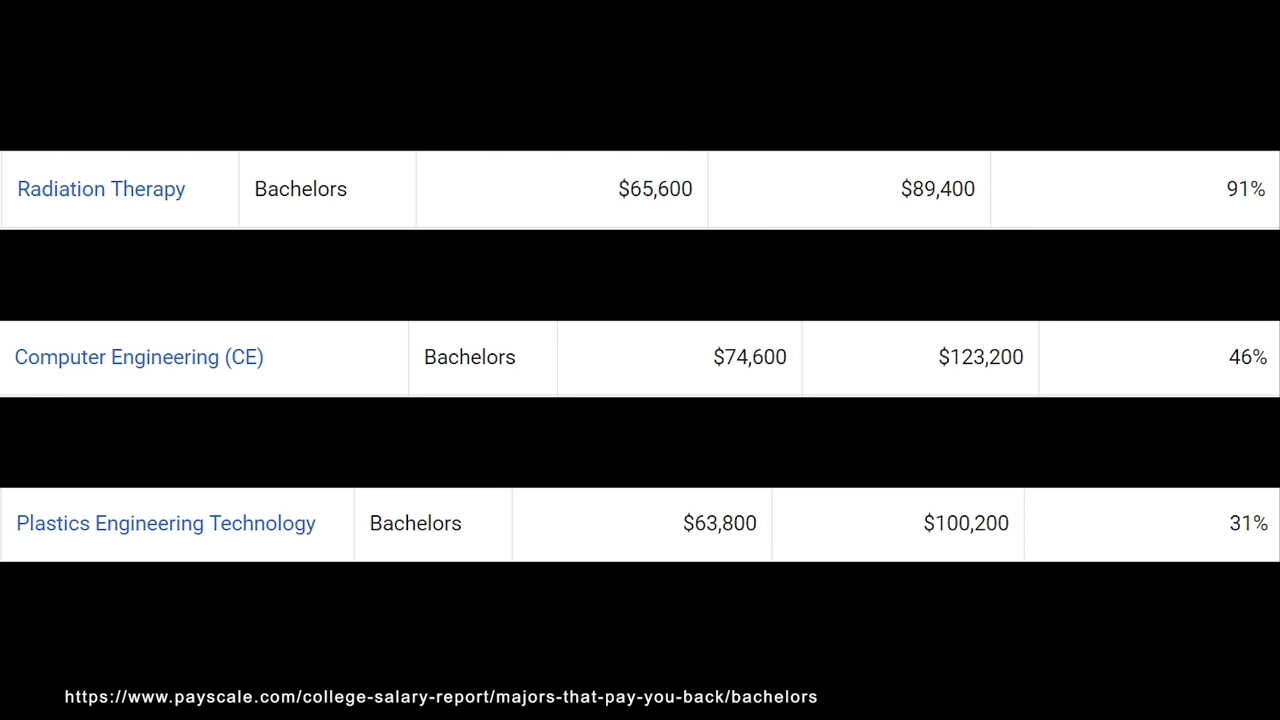 Radiation Therapy Bachelors $65,600 $89,400 91%
Computer Engineering (CE) Bachelors $74,600 $123,200 46%
Plastics Engineering Technology Bachelors $63,800 $100,200 31%
https://www.payscale.com/college-salary-report/majors-that-pay-you-back/bachelors